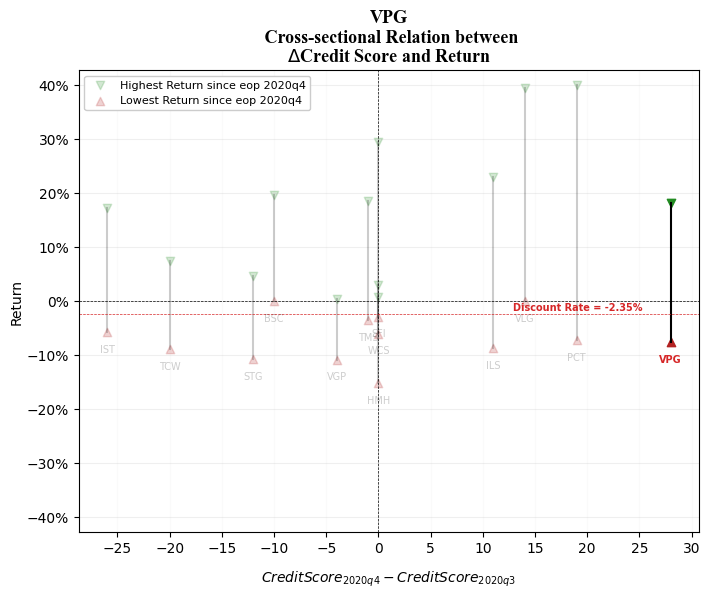 VPG
Cross-sectional Relation between
ΔCredit Score and Return
Highest Return since eop 2020q4
Lowest Return since eop 2020q4
40%
30%
20%
10%
0%
−10%
−20%
−30%
−40%
Return
Discount Rate = -2.35%
BSC
VLG
TMS
WCS
IST
TCW
STG
VGP
HMH
ILS
PCT
VPG
−25
−20
−15
−10
−5
0
5
10
15
20
25
30
CreditScore2020q4 − CreditScore2020q3